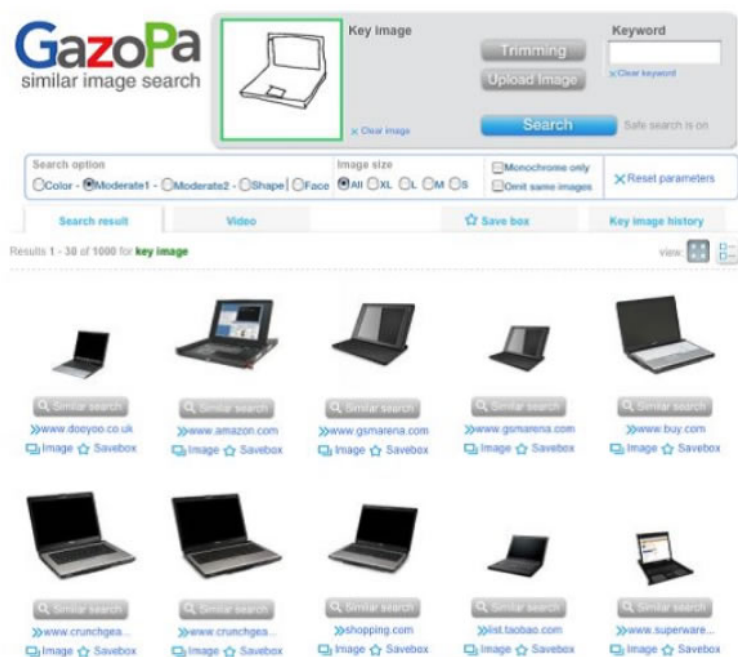 GazoPa
similar image search
Key image
Trimming
Upload Image
Keyword
Clear keyword
Clear image
Search
Safe search is on
Search option
Color - Moderate1 - Moderate2 - Shape | Face
Image size
All XL L M S
Monochrome only
Omit same images
Reset parameters
Search result
Video
Save box
Key image history
Results 1 - 30 of 1000 for key image
view:
Similar search Similar search Similar search Similar search Similar search
www.dooyoo.co.uk www.amazon.com www.gsmarena.com www.gsmarena.com www.buy.com
Image Savebox Image Savebox Image Savebox Image Savebox Image Savebox
Similar search Similar search Similar search Similar search Similar search
www.crunchgea... www.crunchgea... shopping.com list.taobao.com www.superware...
Image Savebox Image Savebox Image Savebox Image Savebox Image Savebox